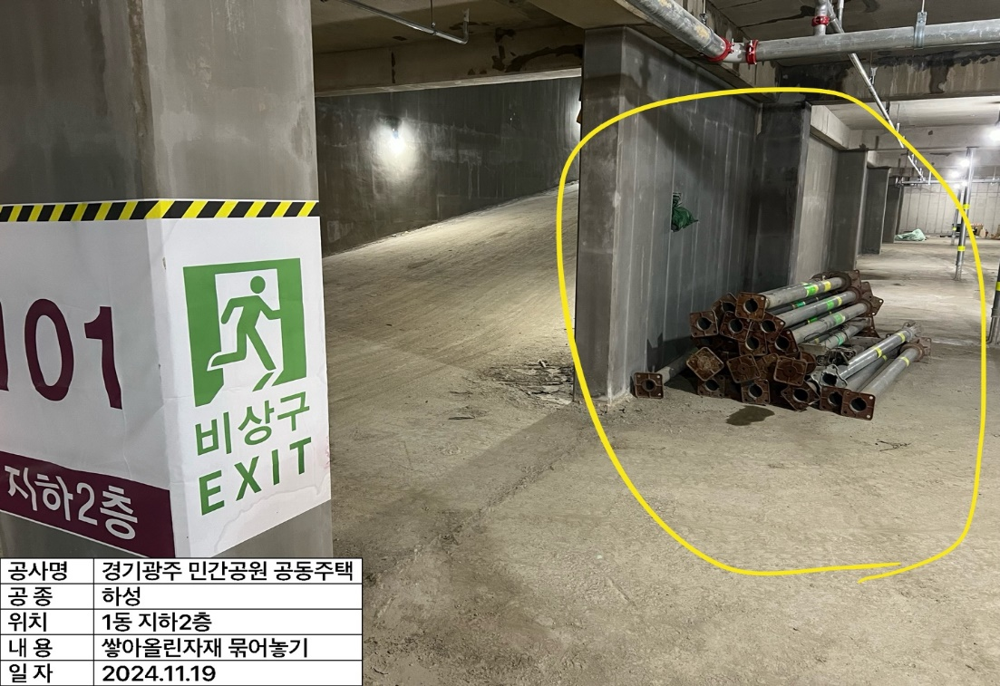 101
지하2층
비상구
EXIT
공사명 경기광주 민간공원 공동주택
공 종 하성
위치 1동 지하2층
내 용 쌓아올린자재 묶어놓기
일 자 2024.11.19